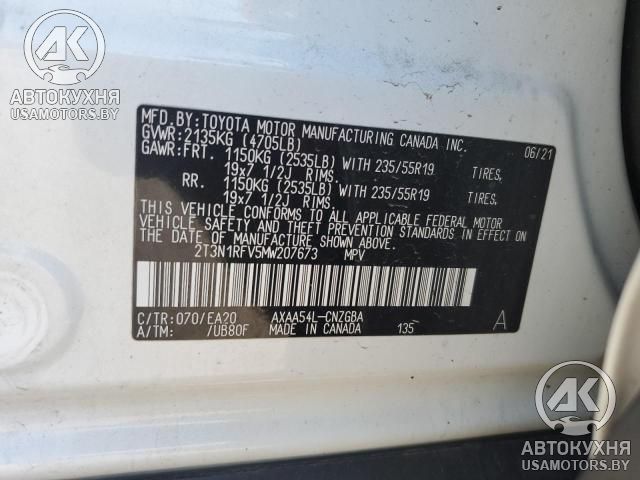 АВТОКУХНЯ
USAMOTORS.BY
MFD.BY:TOYOTA MOTOR MANUFACTURING CANADA INC.
GVWR:2135KG (4705LB) 06/21
GAWR:FRT. 1150KG (2535LB) WITH 235/55R19 TIRES,
19x7 1/2J RIMS.
RR. 1150KG (2535LB) WITH 235/55R19 TIRES,
19x7 1/2J RIMS.
THIS VEHICLE CONFORMS TO ALL APPLICABLE FEDERAL MOTOR
VEHICLE SAFETY AND THEFT PREVENTION STANDARDS IN EFFECT
ON THE DATE OF MANUFACTURE SHOWN ABOVE.
2T3N1RFV5MW207673 MPV
C/TR:070/EA20 AXAA54L-CNZGBA
A/TM: /UB80F MADE IN CANADA 135 A
AK
АВТОКУХНЯ
USAMOTORS.BY